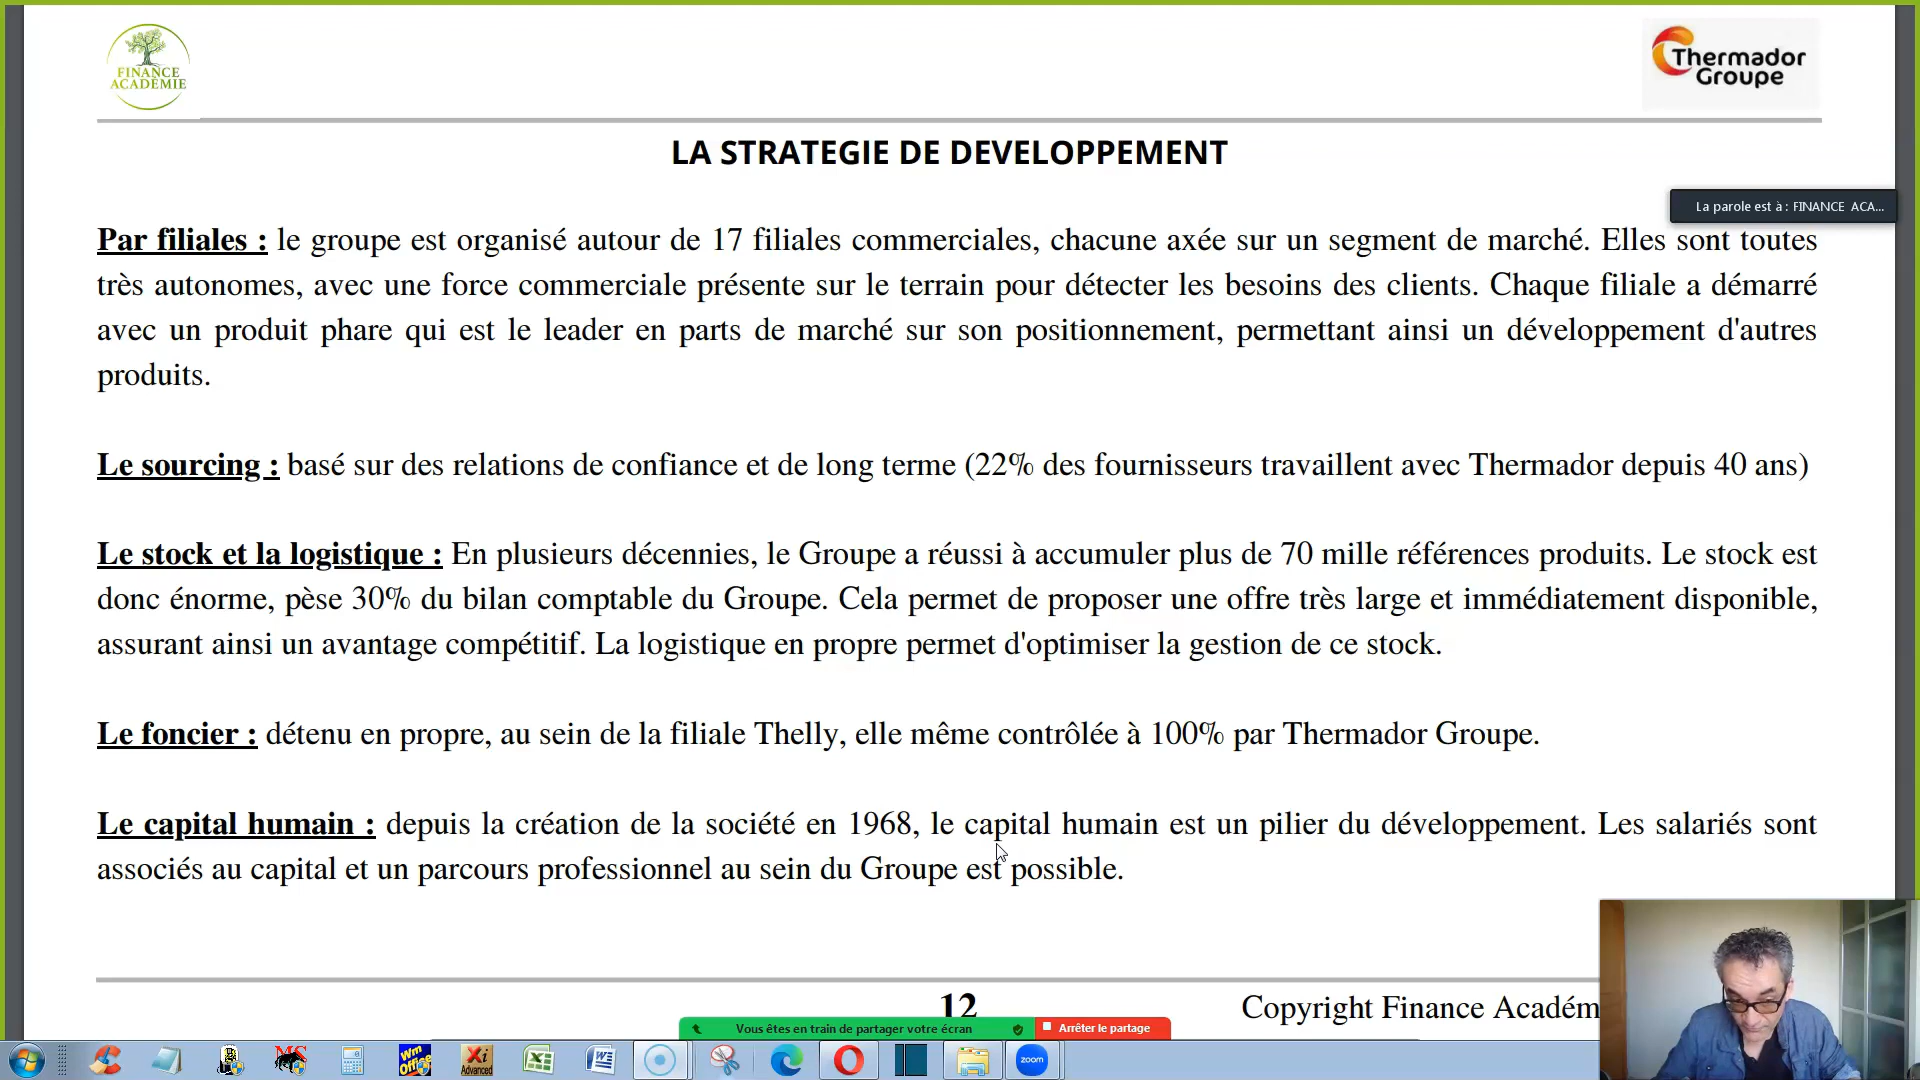 FINANCE
ACADÉMIE
Thermador
Groupe
LA STRATEGIE DE DEVELOPPEMENT
La parole est à : FINANCE ACA...
Par filiales : le groupe est organisé autour de 17 filiales commerciales, chacune axée sur un segment de marché. Elles sont toutes
très autonomes, avec une force commerciale présente sur le terrain pour détecter les besoins des clients. Chaque filiale a démarré
avec un produit phare qui est le leader en parts de marché sur son positionnement, permettant ainsi un développement d'autres
produits.
Le sourcing : basé sur des relations de confiance et de long terme (22% des fournisseurs travaillent avec Thermador depuis 40 ans)
Le stock et la logistique : En plusieurs décennies, le Groupe a réussi à accumuler plus de 70 mille références produits. Le stock est
donc énorme, pèse 30% du bilan comptable du Groupe. Cela permet de proposer une offre très large et immédiatement disponible,
assurant ainsi un avantage compétitif. La logistique en propre permet d'optimiser la gestion de ce stock.
Le foncier : détenu en propre, au sein de la filiale Thelly, elle même contrôlée à 100% par Thermador Groupe.
Le capital humain : depuis la création de la société en 1968, le capital humain est un pilier du développement. Les salariés sont
associés au capital et un parcours professionnel au sein du Groupe est possible.
12
Copyright Finance Académ
Vous êtes en train de partager votre écran
Arrêter le partage
MS
Wm
Office
Xi
Advanced
zoom